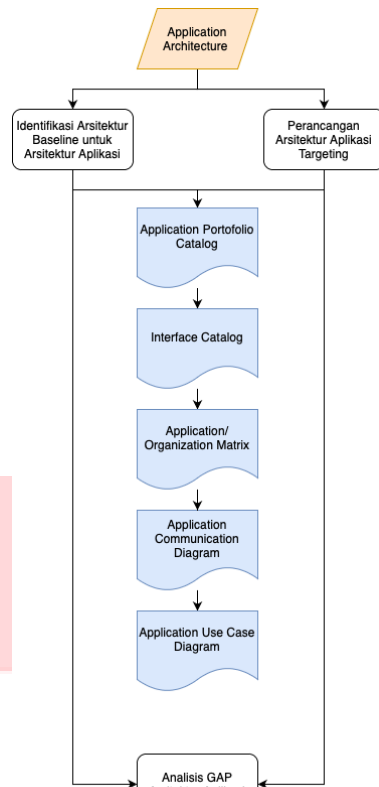 Application
Architecture
Identifikasi Arsitektur
Baseline untuk
Arsitektur Aplikasi
Perancangan
Arsitektur Aplikasi
Targeting
Application Portofolio
Catalog
Interface Catalog
Application/
Organization Matrix
Application
Communication
Diagram
Application Use Case
Diagram
Analisis GAP